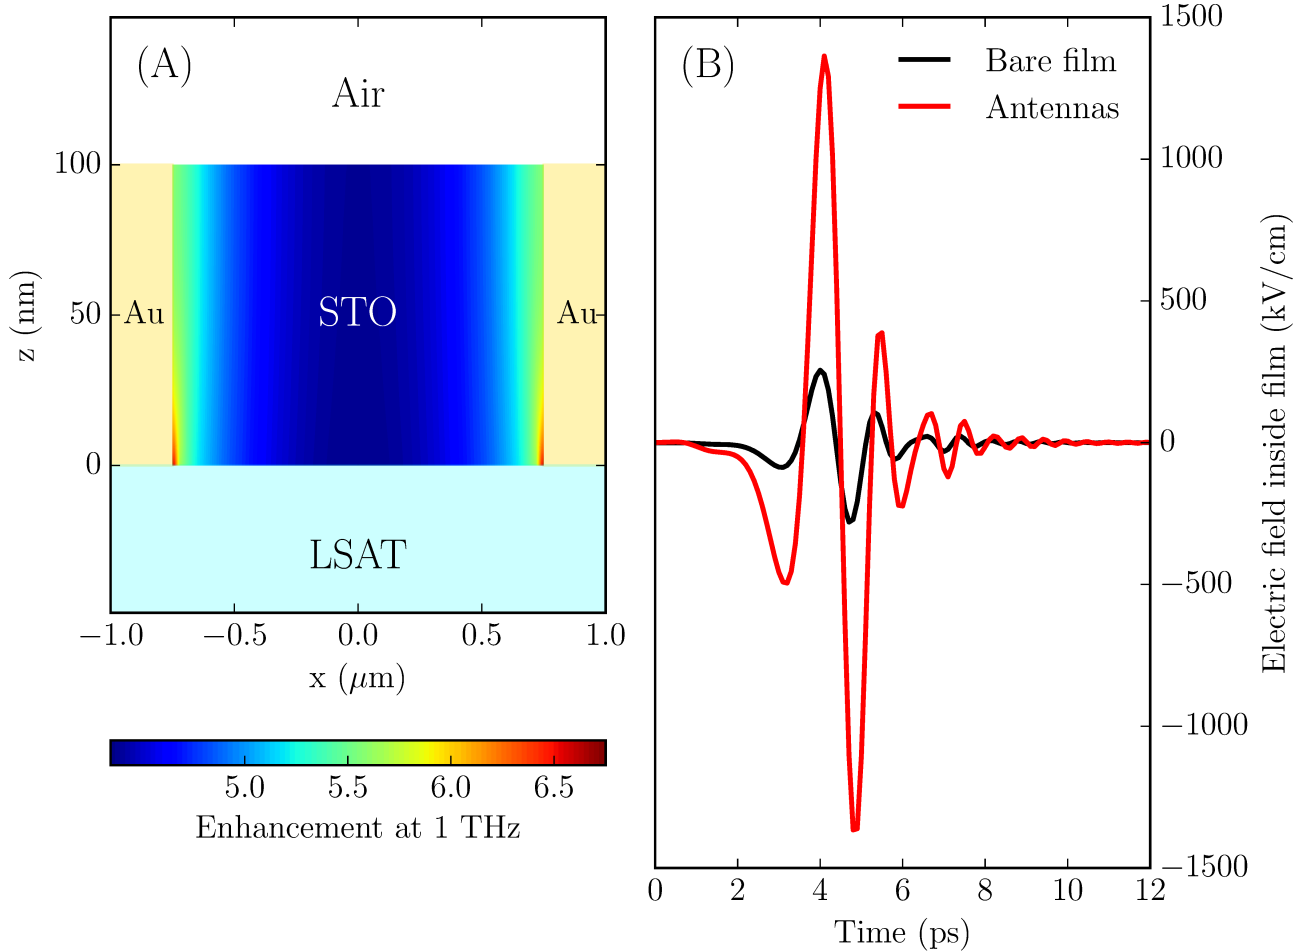 (A)
Air
100
50
0
z (nm)
Au
STO
Au
LSAT
−1.0 −0.5 0.0 0.5 1.0
x (μm)
5.0 5.5 6.0 6.5
Enhancement at 1 THz
(B)
Bare film
Antennas
1500
1000
500
0
−500
−1000
−1500
Electric field inside film (kV/cm)
0 2 4 6 8 10 12
Time (ps)